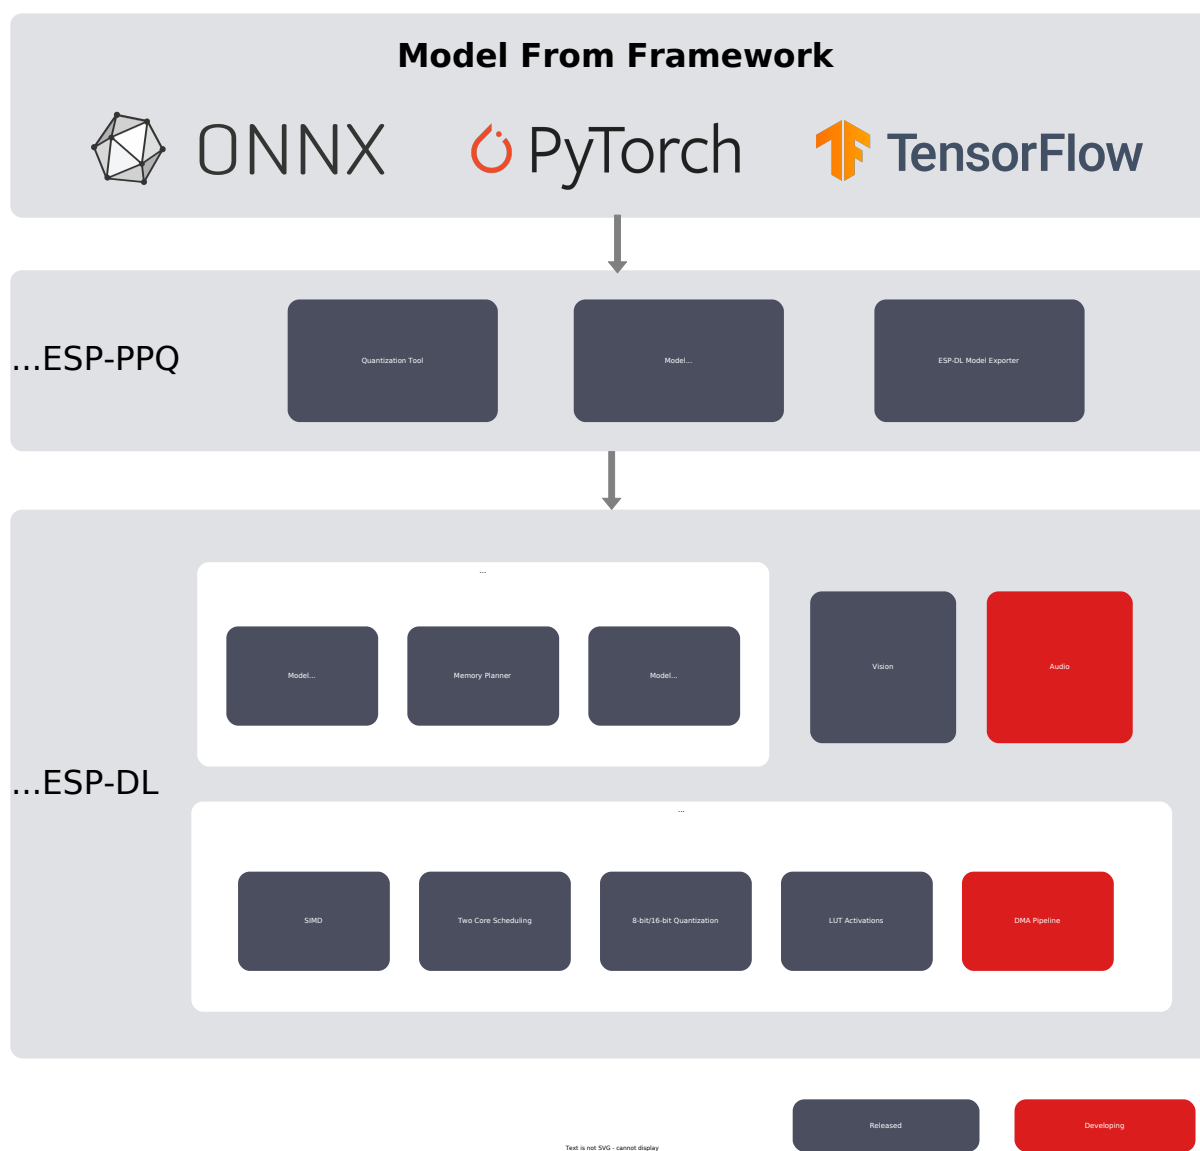 Model From Framework
ONNX
PyTorch
TensorFlow
...ESP-PPQ
Quantization Tool
Model...
ESP-DL Model Exporter
...
Model...
Memory Planner
Model...
Vision
Audio
...ESP-DL
...
SIMD
Two Core Scheduling
8-bit/16-bit Quantization
LUT Activations
DMA Pipeline
Released
Developing
Text is not SVG - cannot display